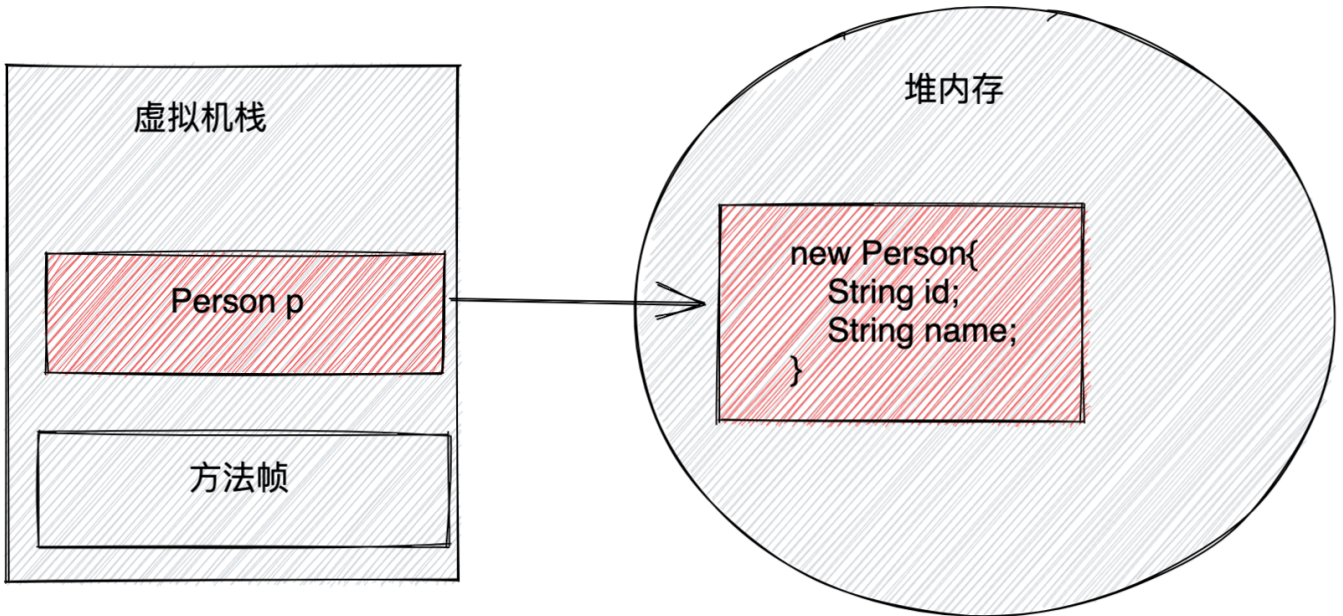 虚拟机栈
Person p
方法帧
堆内存
new Person{
String id;
String name;
}